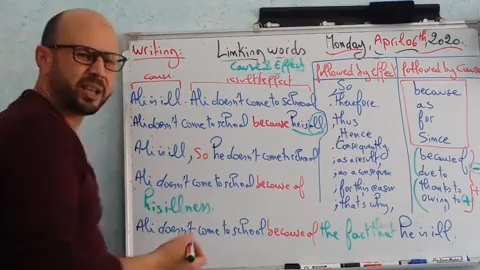 Writing: Linking words Monday, April 06th, 2020.
Causes & Effect
cause. result/effect
Ali is ill. Ali doesn't come to school
Ali doesn't come to school because He is ill
Ali is ill, So He doesn't come to school
Ali doesn't come to school because of
His illness.
Ali doesn't come to school because of the fact that He is ill.
followed by Effect
So
Therefore
Thus
Hence
Consequently
; as a result
; as a consequence
; for this reason
; that's why,
followed by Cause
because
as
for
Since
because of
due to
thanks to
owing to